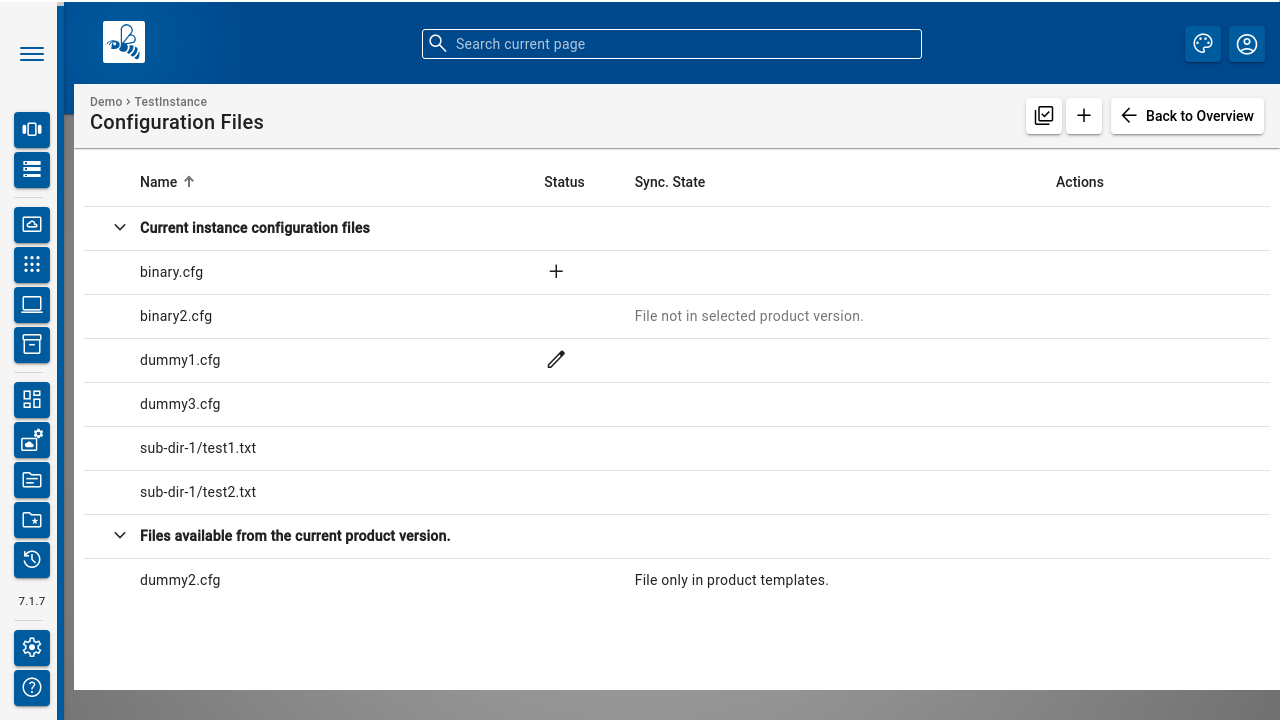 Search current page
Demo › TestInstance
Configuration Files
Back to Overview
Name Status Sync. State Actions
Current instance configuration files
binary.cfg
binary2.cfg File not in selected product version.
dummy1.cfg
dummy3.cfg
sub-dir-1/test1.txt
sub-dir-1/test2.txt
Files available from the current product version.
dummy2.cfg File only in product templates.
7.1.7